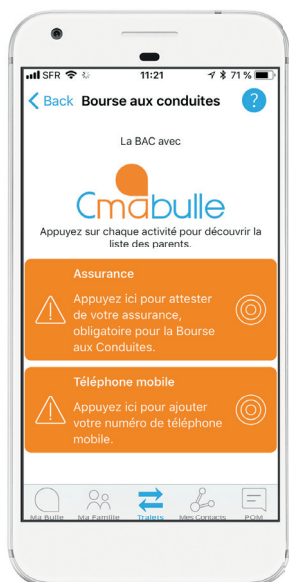 SFR 11:21 71 %
Back Bourse aux conduites ?
La BAC avec
Cmabulle
Appuyez sur chaque activité pour découvrir la
liste des parents.
Assurance
Appuyez ici pour attester
de votre assurance,
obligatoire pour la Bourse
aux Conduites.
Téléphone mobile
Appuyez ici pour ajouter
votre numéro de téléphone
mobile.
Ma Bulle Ma Famille Trajets Mes Contacts POM